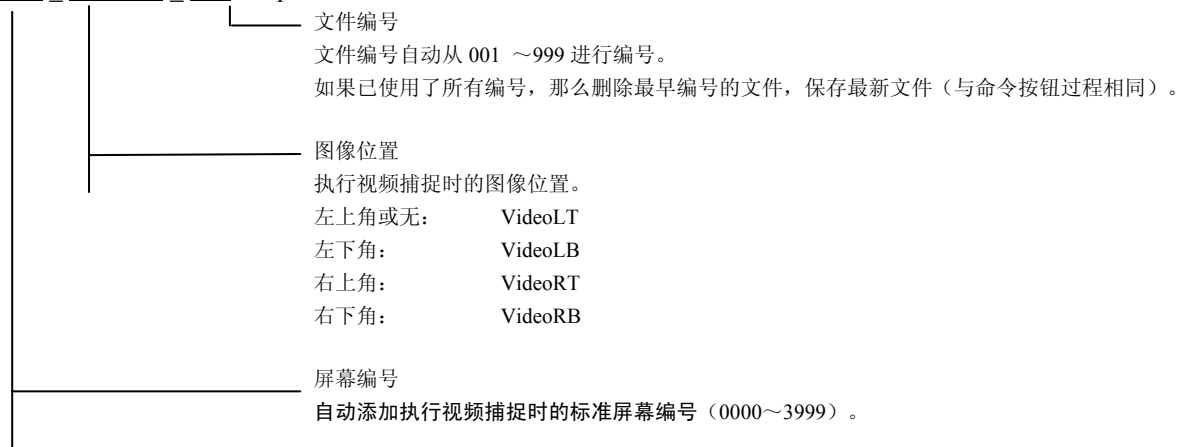 文件编号
文件编号自动从 001 ~999 进行编号。
如果已使用了所有编号，那么删除最早编号的文件，保存最新文件（与命令按钮过程相同）。
图像位置
执行视频捕捉时的图像位置。
左上角或无： VideoLT
左下角： VideoLB
右上角： VideoRT
右下角： VideoRB
屏幕编号
自动添加执行视频捕捉时的标准屏幕编号（0000～3999）。